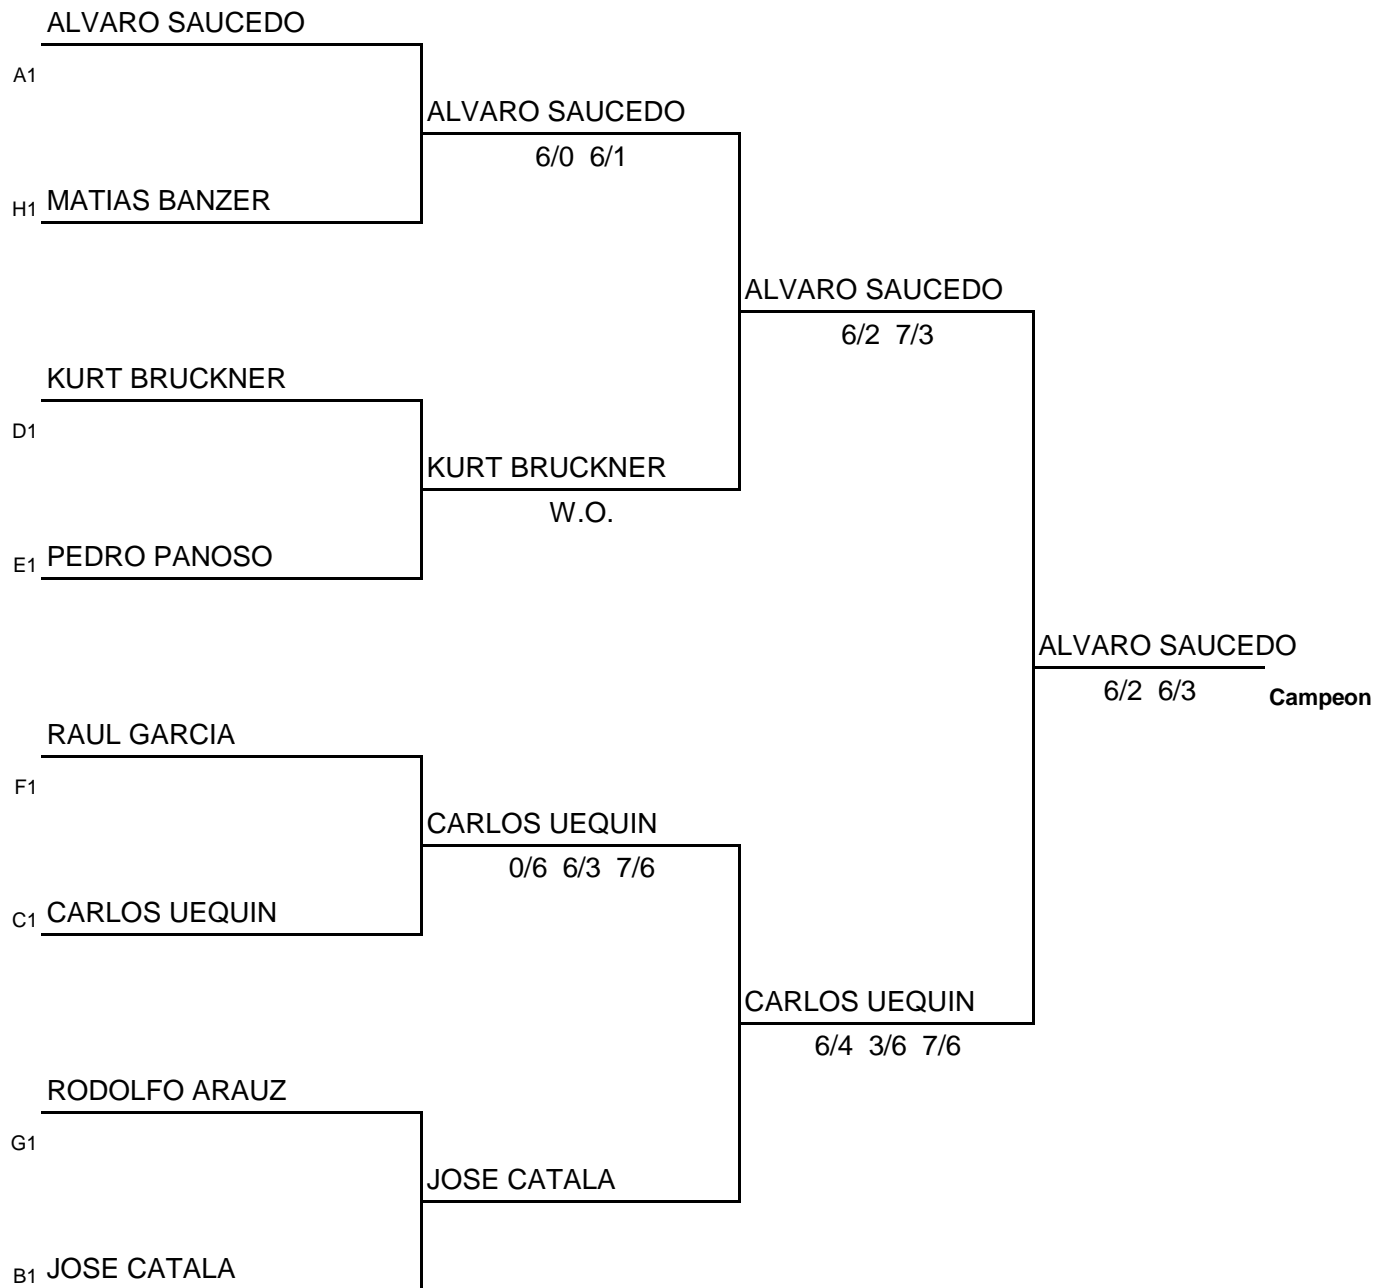 ALVARO SAUCEDO
A1
ALVARO SAUCEDO
6/0 6/1
H1 MATIAS BANZER
ALVARO SAUCEDO
6/2 7/3
KURT BRUCKNER
D1
KURT BRUCKNER
W.O.
E1 PEDRO PANOSO
ALVARO SAUCEDO
6/2 6/3 Campeon
RAUL GARCIA
F1
CARLOS UEQUIN
0/6 6/3 7/6
C1 CARLOS UEQUIN
CARLOS UEQUIN
6/4 3/6 7/6
RODOLFO ARAUZ
G1
JOSE CATALA
B1 JOSE CATALA